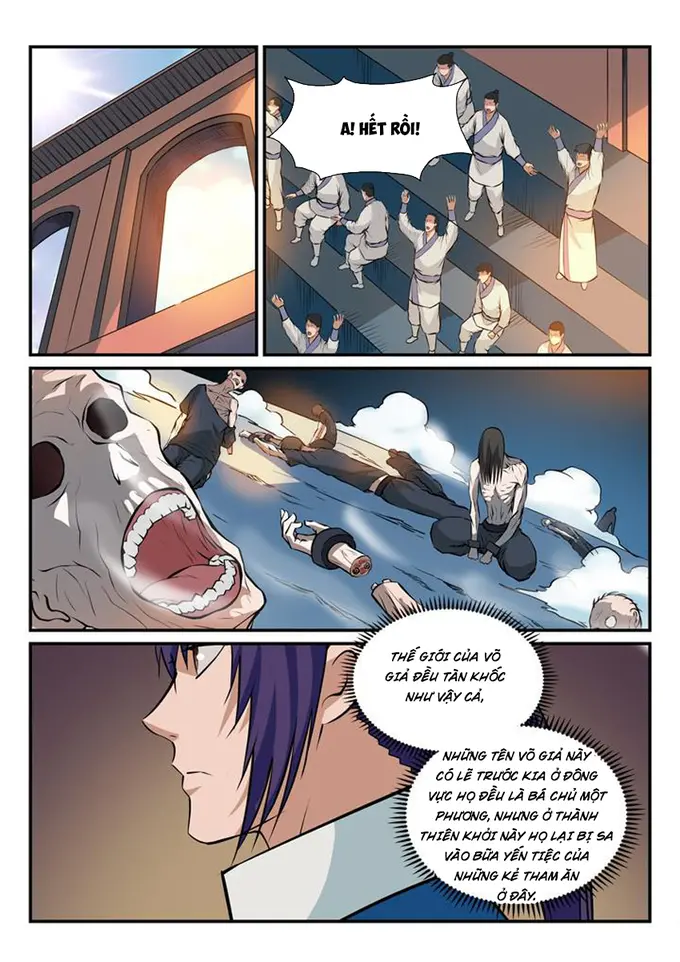 A! HẾT RỒI!
THẾ GIỚI CỦA VÕ
GIẢ ĐỀU TÀN KHỐC
NHƯ VẬY CẢ,
NHỮNG TÊN VÕ GIẢ NÀY
CÓ LẼ TRƯỚC KIA Ở ĐÔNG
VỰC HỌ ĐỀU LÀ BÁ CHỦ MỘT
PHƯƠNG, NHƯNG Ở THÀNH
THIÊN KHỞI NÀY HỌ LẠI BỊ SA
VÀO BỮA YẾN TIỆC CỦA
NHỮNG KẺ THAM ĂN
Ở ĐÂY.